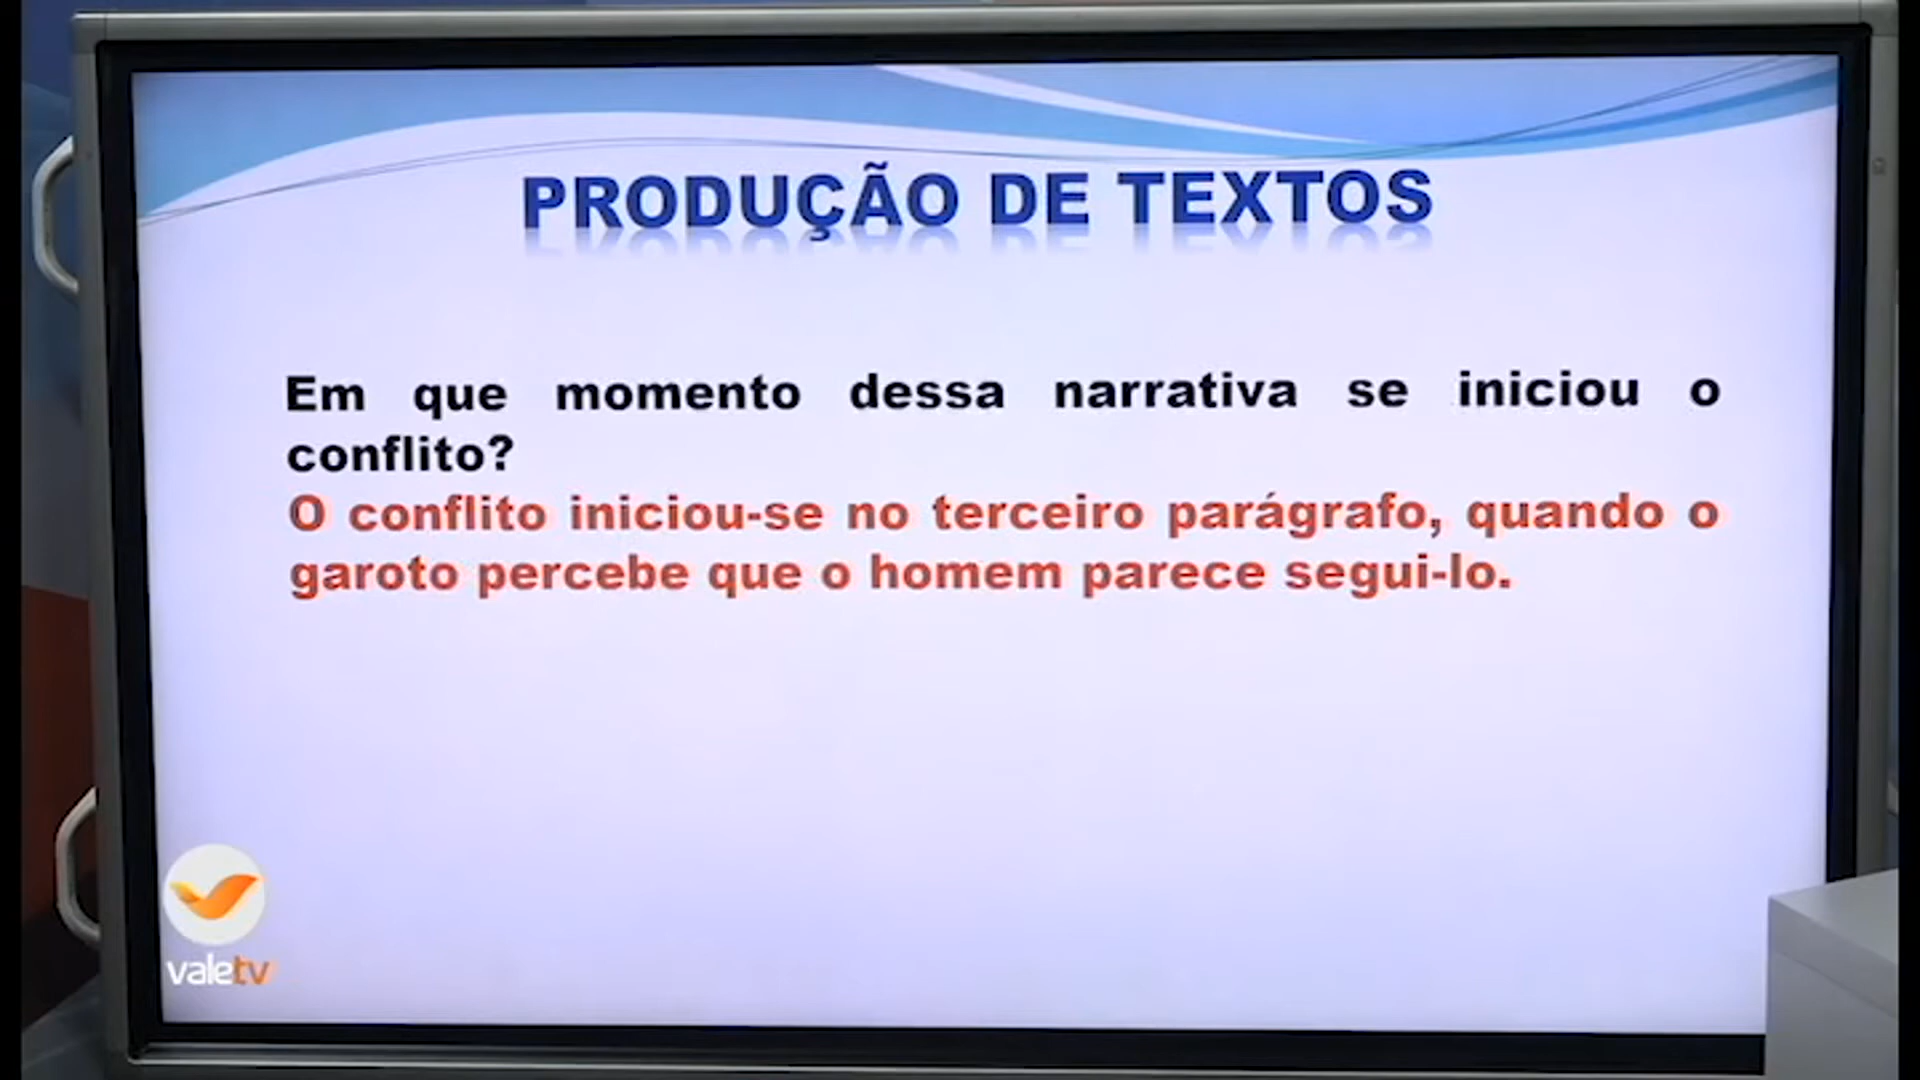 PRODUÇÃO DE TEXTOS
Em que momento dessa narrativa se iniciou o
conflito?
O conflito iniciou-se no terceiro parágrafo, quando o
garoto percebe que o homem parece segui-lo.
valetv